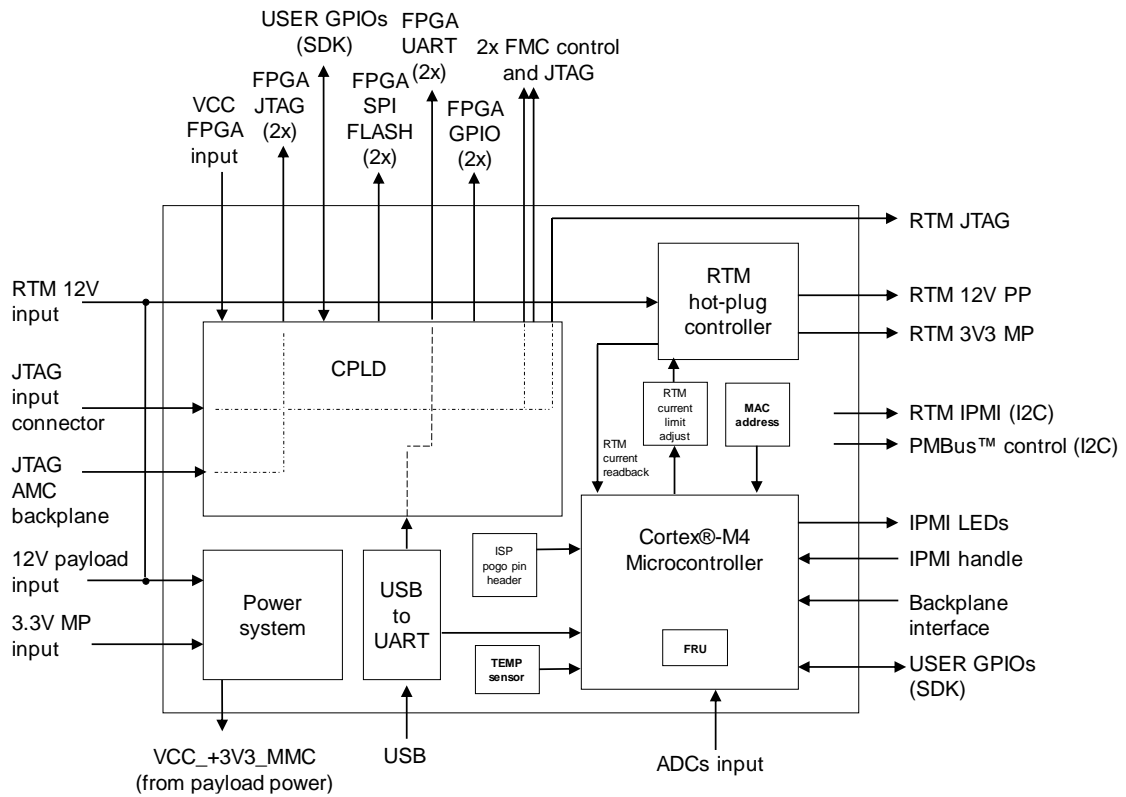 USER GPIOs
(SDK)
FPGA
UART
(2x)
2x FMC control
and JTAG
FPGA
JTAG
(2x)
FPGA
SPI
FLASH
(2x)
FPGA
GPIO
(2x)
VCC
FPGA
input
RTM JTAG
RTM
hot-plug
controller
RTM 12V
input
RTM 12V PP
RTM 3V3 MP
CPLD
JTAG
input
connector
RTM
current
limit
adjust
MAC
address
RTM IPMI (I2C)
PMBus™ control (I2C)
RTM
current
readback
JTAG
AMC
backplane
Cortex®-M4
Microcontroller
IPMI LEDs
IPMI handle
12V payload
input
ISP
pogo pin
header
Power
system
USB
to
UART
Backplane
interface
3.3V MP
input
FRU
TEMP
sensor
USER GPIOs
(SDK)
VCC_+3V3_MMC
(from payload power)
USB
ADCs input